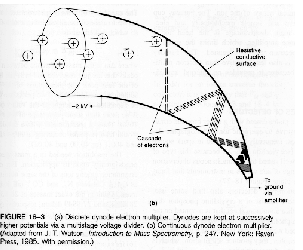 Resistive
conductive
surface
−2 kV
Cascade
of electrons
To
ground
via
amplifier
(b)
FIGURE 16–3 (a) Discrete dynode electron multiplier. Dynodes are kept at successively
higher potentials via a multistage voltage divider. (b) Continuous dynode electron multiplier.
(Adapted from J. T. Watson, Introduction to Mass Spectrometry, p. 247. New York: Raven
Press, 1985. With permission.)